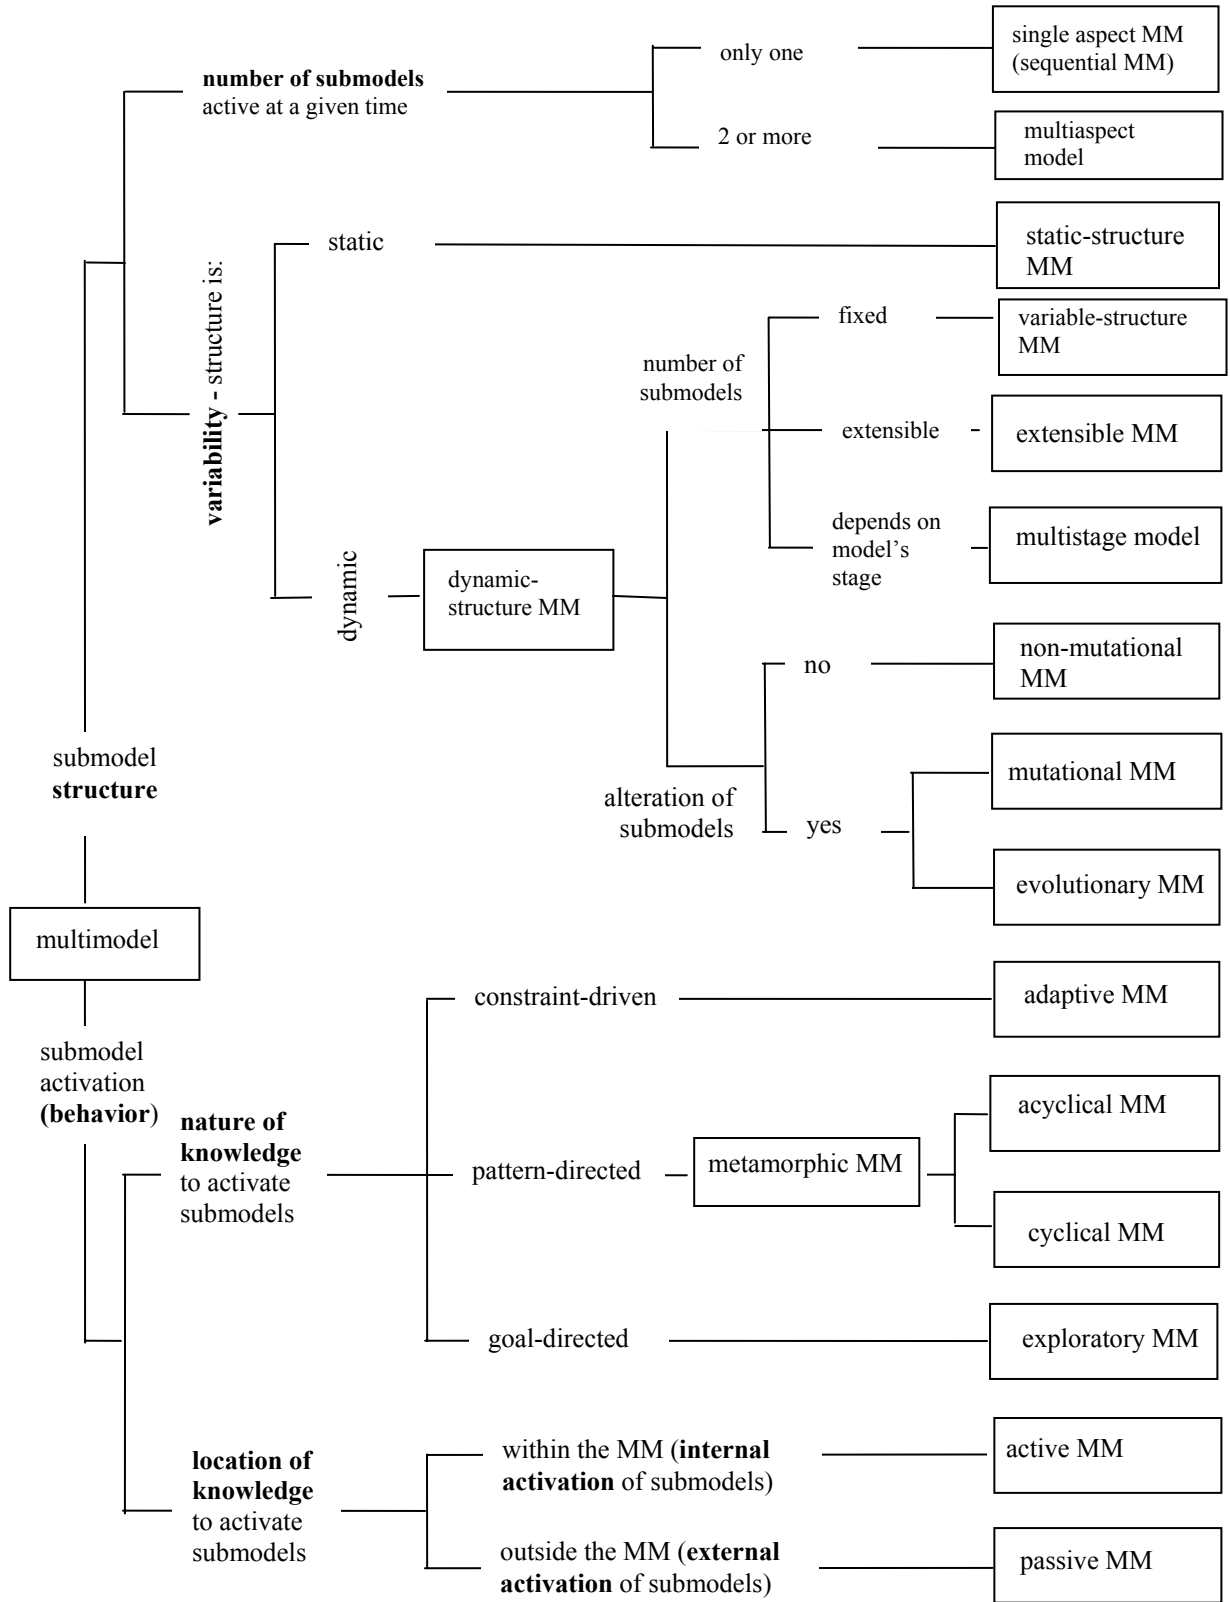 single aspect MM
(sequential MM)
only one
number of submodels
active at a given time
2 or more
multiaspect
model
static
static-structure
MM
variability - structure is:
fixed
variable-structure
MM
number of
submodels
extensible
extensible MM
depends on
model's
stage
multistage model
dynamic
dynamic-
structure MM
no
non-mutational
MM
submodel
structure
mutational MM
alteration of
submodels
yes
evolutionary MM
multimodel
constraint-driven
adaptive MM
submodel
activation
(behavior)
nature of
knowledge
to activate
submodels
acyclical MM
pattern-directed
metamorphic MM
cyclical MM
goal-directed
exploratory MM
location of
knowledge
to activate
submodels
within the MM (internal
activation of submodels)
active MM
outside the MM (external
activation of submodels)
passive MM